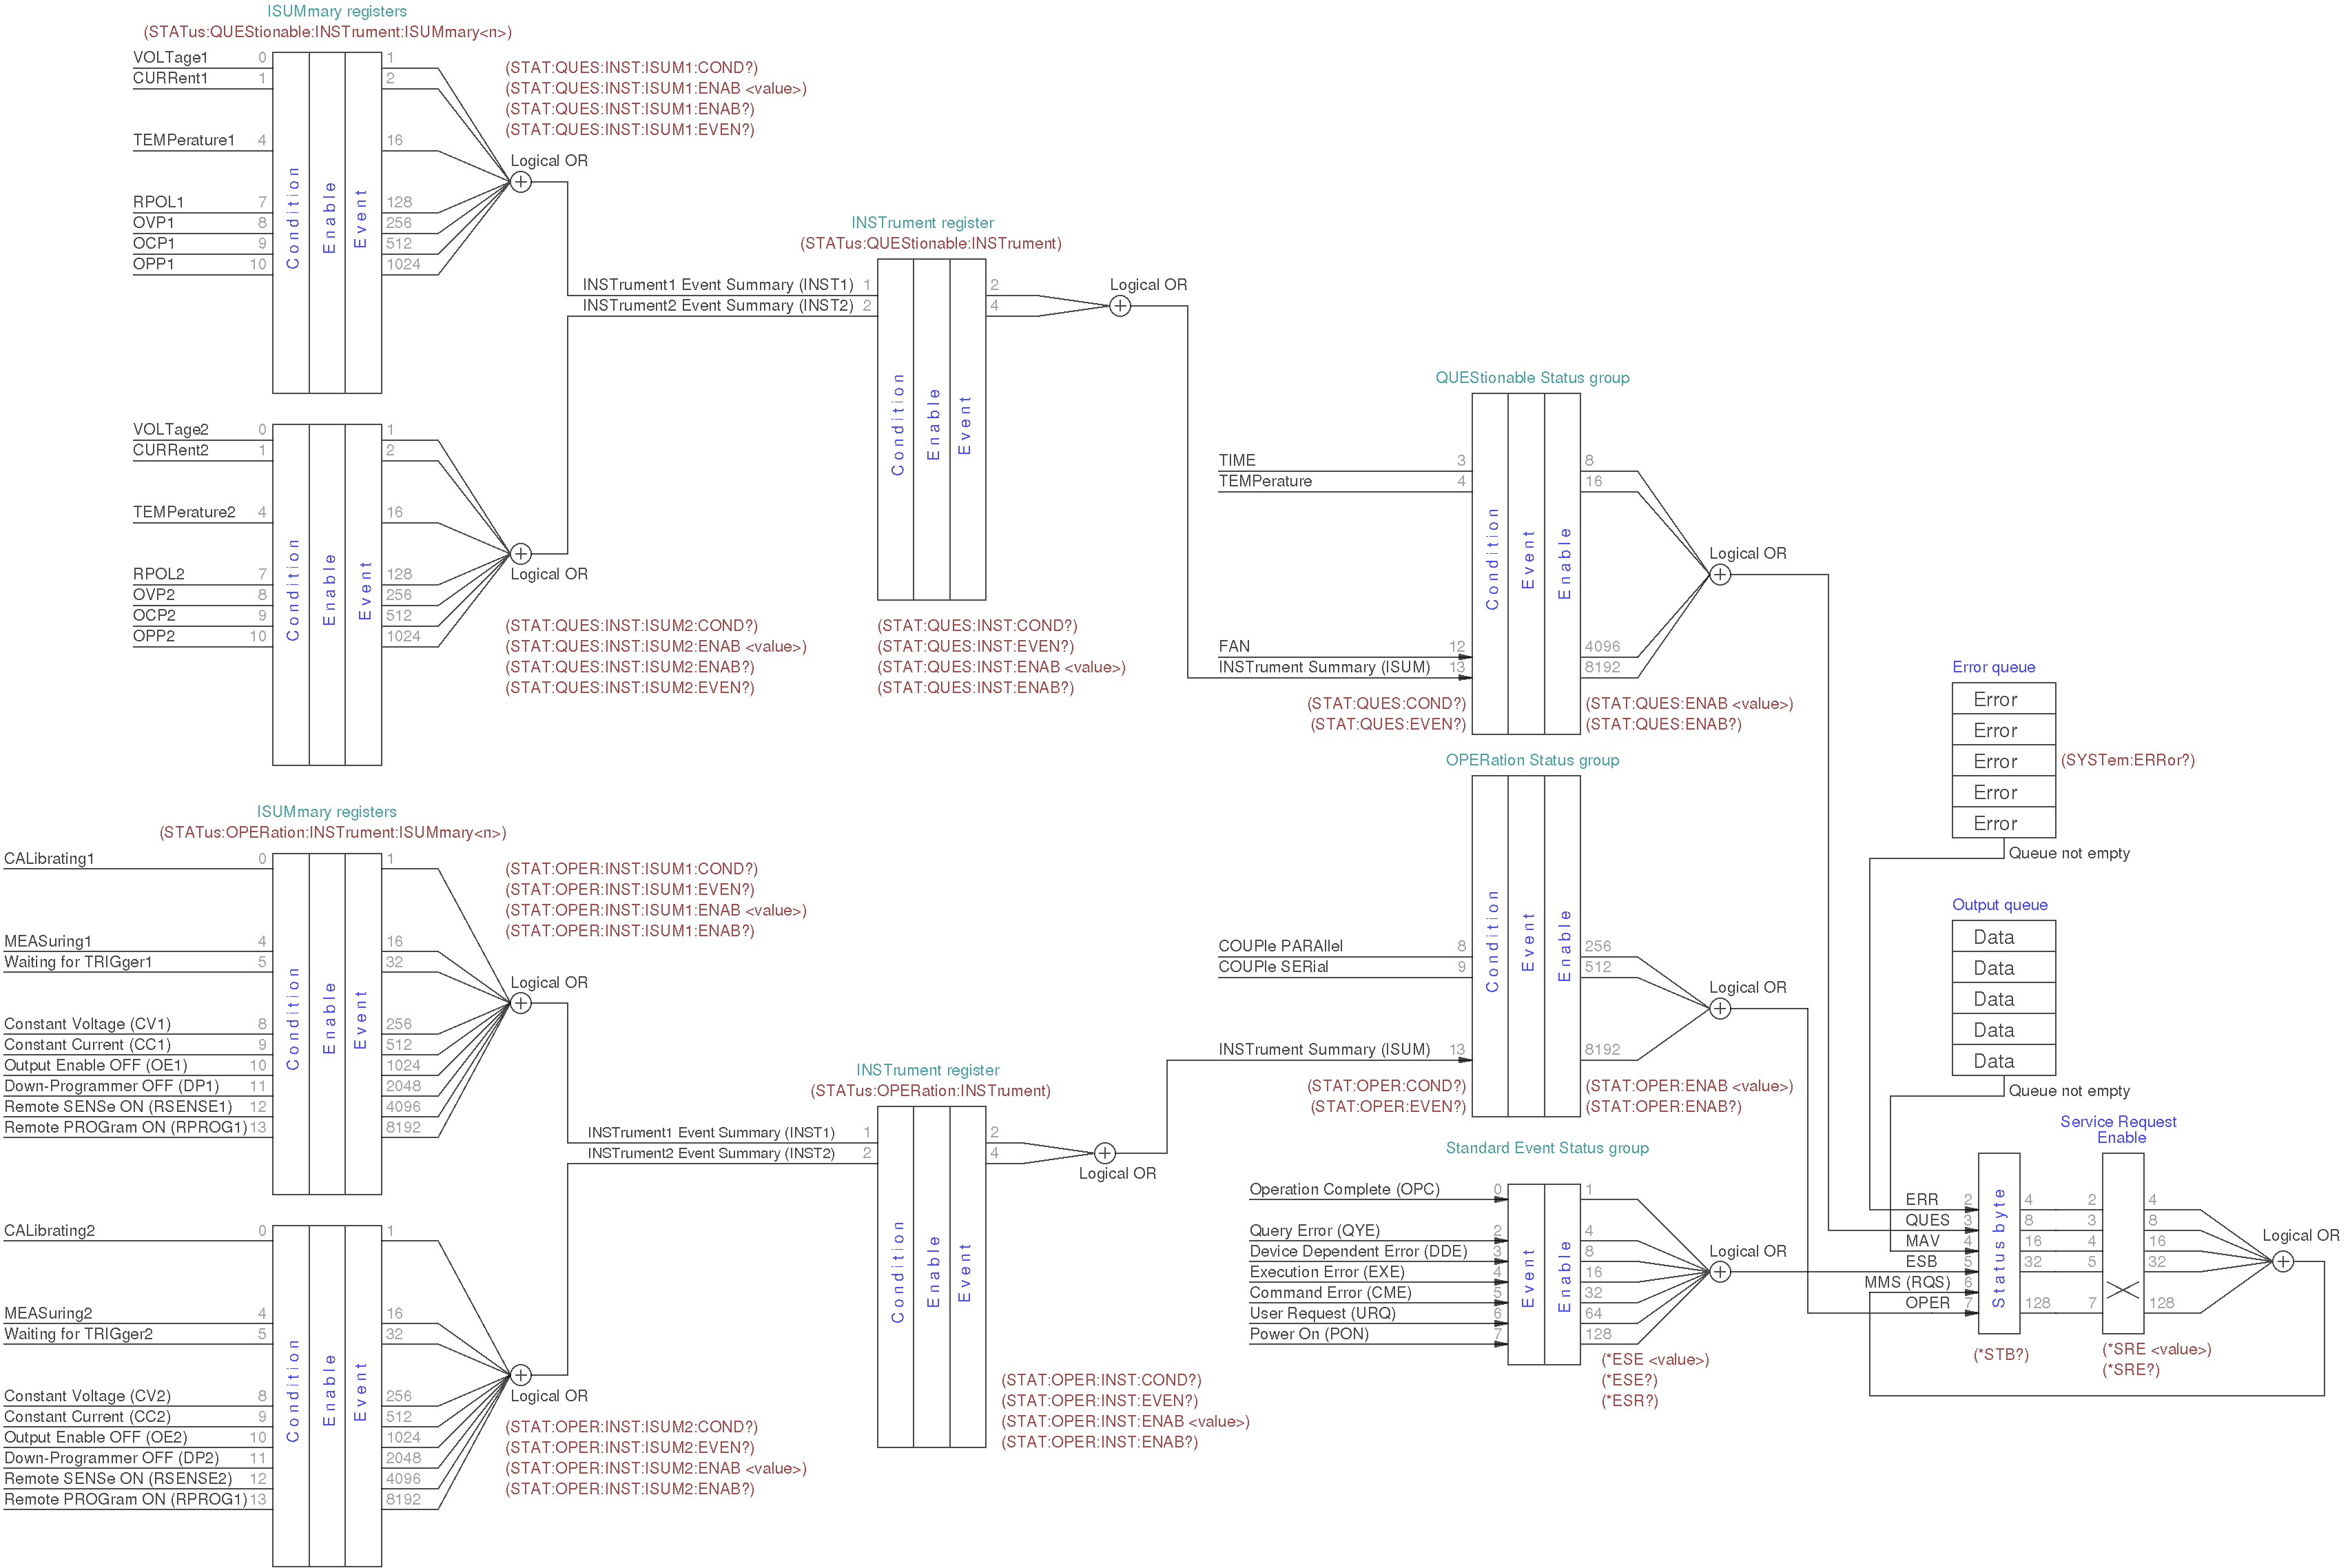 ISUMmary registers
(STATus:QUEStionable:INSTrument:ISUMmary<n>)
VOLTage1 0 1
CURRent1 1 2
TEMPerature1 4 16
RPOL1 7 128
OVP1 8 256
OCP1 9 512
OPP1 10 1024
Condition
Enable
Event
(STAT:QUES:INST:ISUM1:COND?)
(STAT:QUES:INST:ISUM1:ENAB <value>)
(STAT:QUES:INST:ISUM1:ENAB?)
(STAT:QUES:INST:ISUM1:EVEN?)
Logical OR
VOLTage2 0 1
CURRent2 1 2
TEMPerature2 4 16
RPOL2 7 128
OVP2 8 256
OCP2 9 512
OPP2 10 1024
Condition
Enable
Event
Logical OR
(STAT:QUES:INST:ISUM2:COND?)
(STAT:QUES:INST:ISUM2:ENAB <value>)
(STAT:QUES:INST:ISUM2:ENAB?)
(STAT:QUES:INST:ISUM2:EVEN?)
INSTrument register
(STATus:QUEStionable:INSTrument)
INSTrument1 Event Summary (INST1) 1 2
INSTrument2 Event Summary (INST2) 2 4
Condition
Enable
Event
Logical OR
(STAT:QUES:INST:COND?)
(STAT:QUES:INST:EVEN?)
(STAT:QUES:INST:ENAB <value>)
(STAT:QUES:INST:ENAB?)
QUEStionable Status group
TIME 3 8
TEMPerature 4 16
FAN 12 4096
INSTrument Summary (ISUM) 13 8192
Condition
Event
Enable
Logical OR
(STAT:QUES:COND?)
(STAT:QUES:EVEN?)
(STAT:QUES:ENAB <value>)
(STAT:QUES:ENAB?)
ISUMmary registers
(STATus:OPERation:INSTrument:ISUMmary<n>)
CALibrating1 0 1
MEASuring1 4 16
Waiting for TRIGger1 5 32
Constant Voltage (CV1) 8 256
Constant Current (CC1) 9 512
Output Enable OFF (OE1) 10 1024
Down-Programmer OFF (DP1) 11 2048
Remote SENSe ON (RSENSE1) 12 4096
Remote PROGram ON (RPROG1) 13 8192
Condition
Enable
Event
(STAT:OPER:INST:ISUM1:COND?)
(STAT:OPER:INST:ISUM1:EVEN?)
(STAT:OPER:INST:ISUM1:ENAB <value>)
(STAT:OPER:INST:ISUM1:ENAB?)
Logical OR
CALibrating2 0 1
MEASuring2 4 16
Waiting for TRIGger2 5 32
Constant Voltage (CV2) 8 256
Constant Current (CC2) 9 512
Output Enable OFF (OE2) 10 1024
Down-Programmer OFF (DP2) 11 2048
Remote SENSe ON (RSENSE2) 12 4096
Remote PROGram ON (RPROG1) 13 8192
Condition
Enable
Event
Logical OR
(STAT:OPER:INST:ISUM2:COND?)
(STAT:OPER:INST:ISUM2:EVEN?)
(STAT:OPER:INST:ISUM2:ENAB <value>)
(STAT:OPER:INST:ISUM2:ENAB?)
INSTrument register
(STATus:OPERation:INSTrument)
INSTrument1 Event Summary (INST1) 1 2
INSTrument2 Event Summary (INST2) 2 4
Condition
Enable
Event
Logical OR
(STAT:OPER:INST:COND?)
(STAT:OPER:INST:EVEN?)
(STAT:OPER:INST:ENAB <value>)
(STAT:OPER:INST:ENAB?)
OPERation Status group
COUPle PARAllel 8 256
COUPle SERial 9 512
INSTrument Summary (ISUM) 13 8192
Condition
Event
Enable
Logical OR
(STAT:OPER:COND?)
(STAT:OPER:EVEN?)
(STAT:OPER:ENAB <value>)
(STAT:OPER:ENAB?)
Standard Event Status group
Operation Complete (OPC) 0 1
Query Error (QYE) 2 4
Device Dependent Error (DDE) 3 8
Execution Error (EXE) 4 16
Command Error (CME) 5 32
User Request (URQ) 6 64
Power On (PON) 7 128
Event
Enable
Logical OR
(*ESE <value>)
(*ESE?)
(*ESR?)
Error queue
Error
Error
Error
Error
Error
(SYSTem:ERRor?)
Queue not empty
Output queue
Data
Data
Data
Data
Data
Queue not empty
Service Request
Enable
ERR 2 4 2 4
QUES 3 8 3 8
MAV 4 16 4 16
ESB 5 32 5 32
MMS (RQS) 6
OPER 7 128 7 128
Status byte
Logical OR
(*STB?)
(*SRE <value>)
(*SRE?)